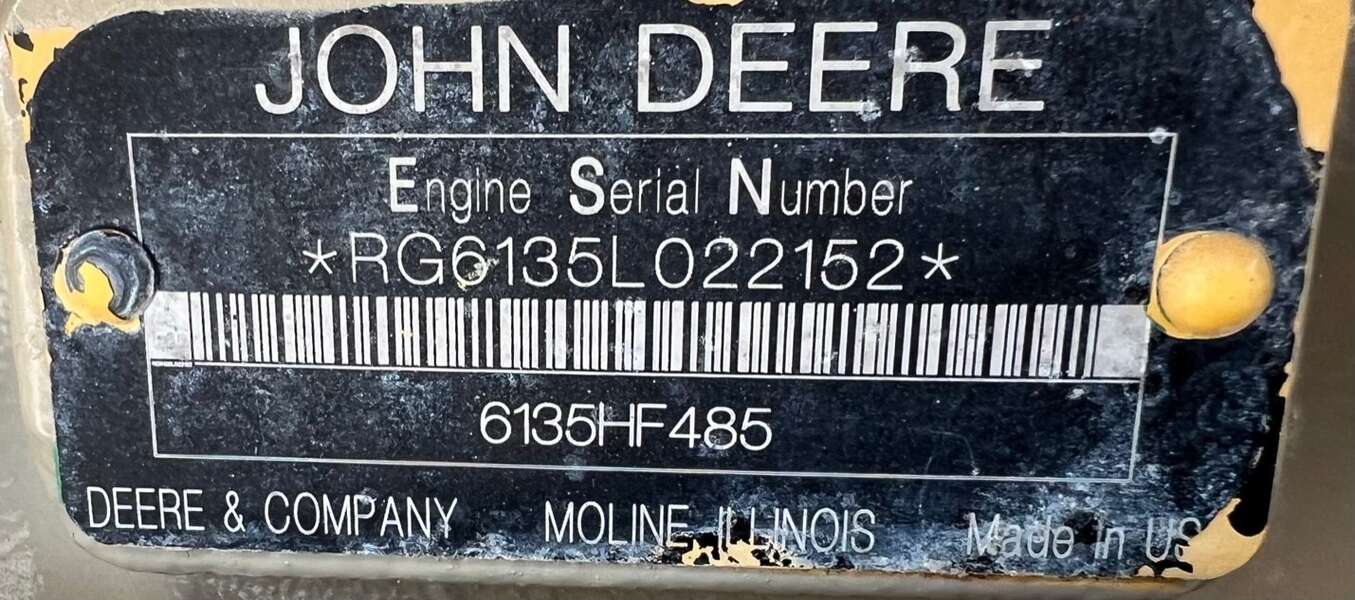 JOHN DEERE
Engine Serial Number
*RG6135L022152*
6135HF485
DEERE & COMPANY MOLINE ILLINOIS Made in US